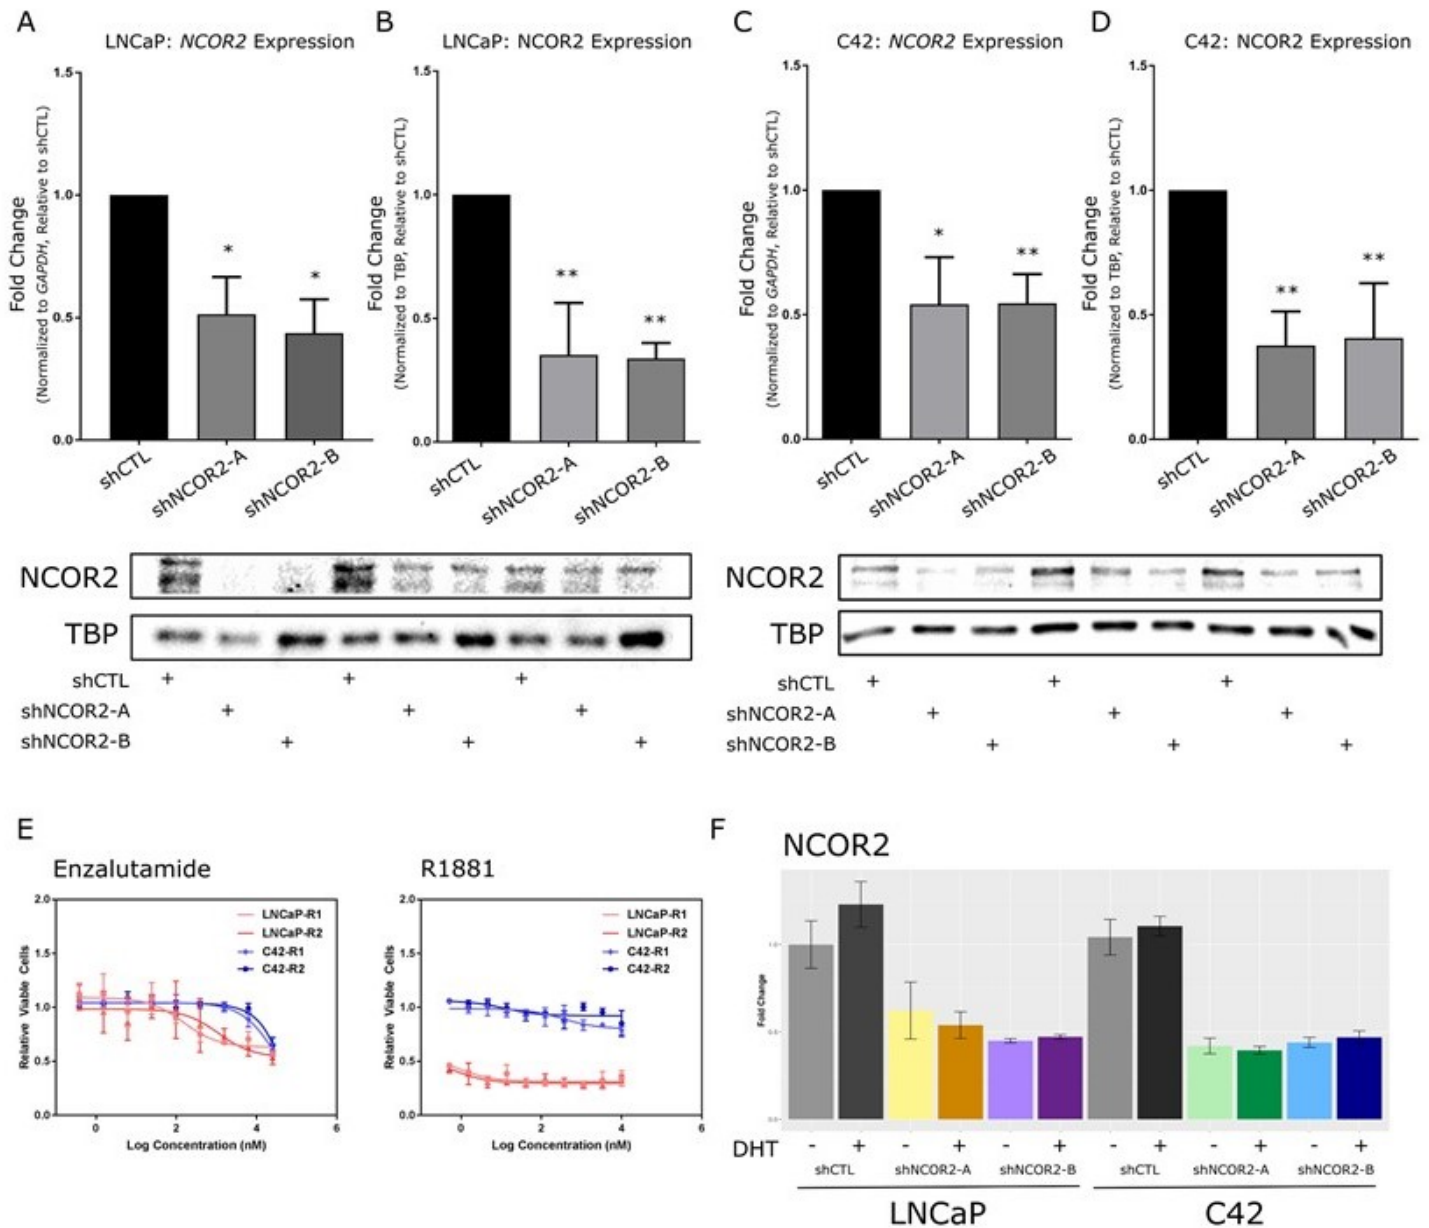 A
LNCaP: NCOR2 Expression
Fold Change
(Normalized to GAPDH, Relative to shCTL)
1.5
1.0
0.5
0.0
*
*
shCTL
shNCOR2-A
shNCOR2-B
B
LNCaP: NCOR2 Expression
Fold Change
(Normalized to TBP, Relative to shCTL)
1.5
1.0
0.5
0.0
**
**
shCTL
shNCOR2-A
shNCOR2-B
C
C42: NCOR2 Expression
Fold Change
(Normalized to GAPDH, Relative to shCTL)
1.5
1.0
0.5
0.0
*
**
shCTL
shNCOR2-A
shNCOR2-B
D
C42: NCOR2 Expression
Fold Change
(Normalized to TBP, Relative to shCTL)
1.5
1.0
0.5
0.0
**
**
shCTL
shNCOR2-A
shNCOR2-B
NCOR2
TBP
shCTL + + +
shNCOR2-A + + +
shNCOR2-B + + +
NCOR2
TBP
shCTL + + +
shNCOR2-A + + +
shNCOR2-B + + +
E
Enzalutamide
Relative Viable Cells
2.0
1.5
1.0
0.5
0.0
LNCaP-R1
LNCaP-R2
C42-R1
C42-R2
0 2 4 6
Log Concentration (nM)
R1881
Relative Viable Cells
2.0
1.5
1.0
0.5
0.0
LNCaP-R1
LNCaP-R2
C42-R1
C42-R2
0 2 4 6
Log Concentration (nM)
F
NCOR2
Fold Change
1.0
0.5
0.0
DHT - + - + - + - + - + - +
shCTL shNCOR2-A shNCOR2-B shCTL shNCOR2-A shNCOR2-B
LNCaP C42